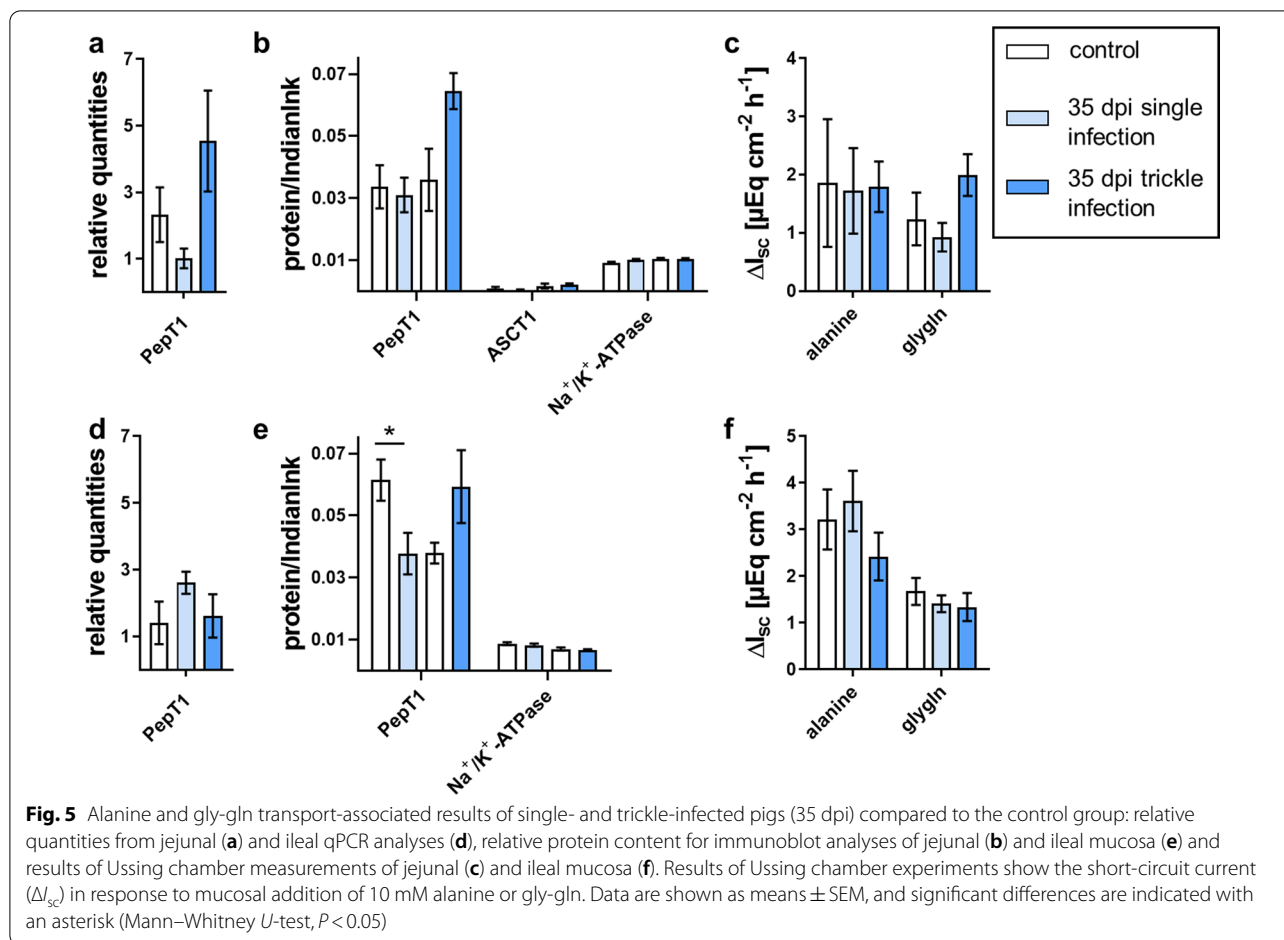 a
relative quantities
7
5
3
1
PepT1
b
protein/IndianInk
0.07
0.05
0.03
0.01
PepT1
ASCT1
Na⁺/K⁺-ATPase
c
ΔI_SC [µEq cm⁻² h⁻¹]
4
3
2
1
0
alanine
glygln
control
35 dpi single
infection
35 dpi trickle
infection
d
relative quantities
7
5
3
1
PepT1
e
protein/IndianInk
0.07
0.05
0.03
0.01
*
PepT1
Na⁺/K⁺-ATPase
f
ΔI_SC [µEq cm⁻² h⁻¹]
5
4
3
2
1
0
alanine
glygln
Fig. 5 Alanine and gly-gln transport-associated results of single- and trickle-infected pigs (35 dpi) compared to the control group: relative
quantities from jejunal (a) and ileal qPCR analyses (d), relative protein content for immunoblot analyses of jejunal (b) and ileal mucosa (e) and
results of Ussing chamber measurements of jejunal (c) and ileal mucosa (f). Results of Ussing chamber experiments show the short-circuit current
(ΔI_sc) in response to mucosal addition of 10 mM alanine or gly-gln. Data are shown as means ± SEM, and significant differences are indicated with
an asterisk (Mann–Whitney U-test, P < 0.05)